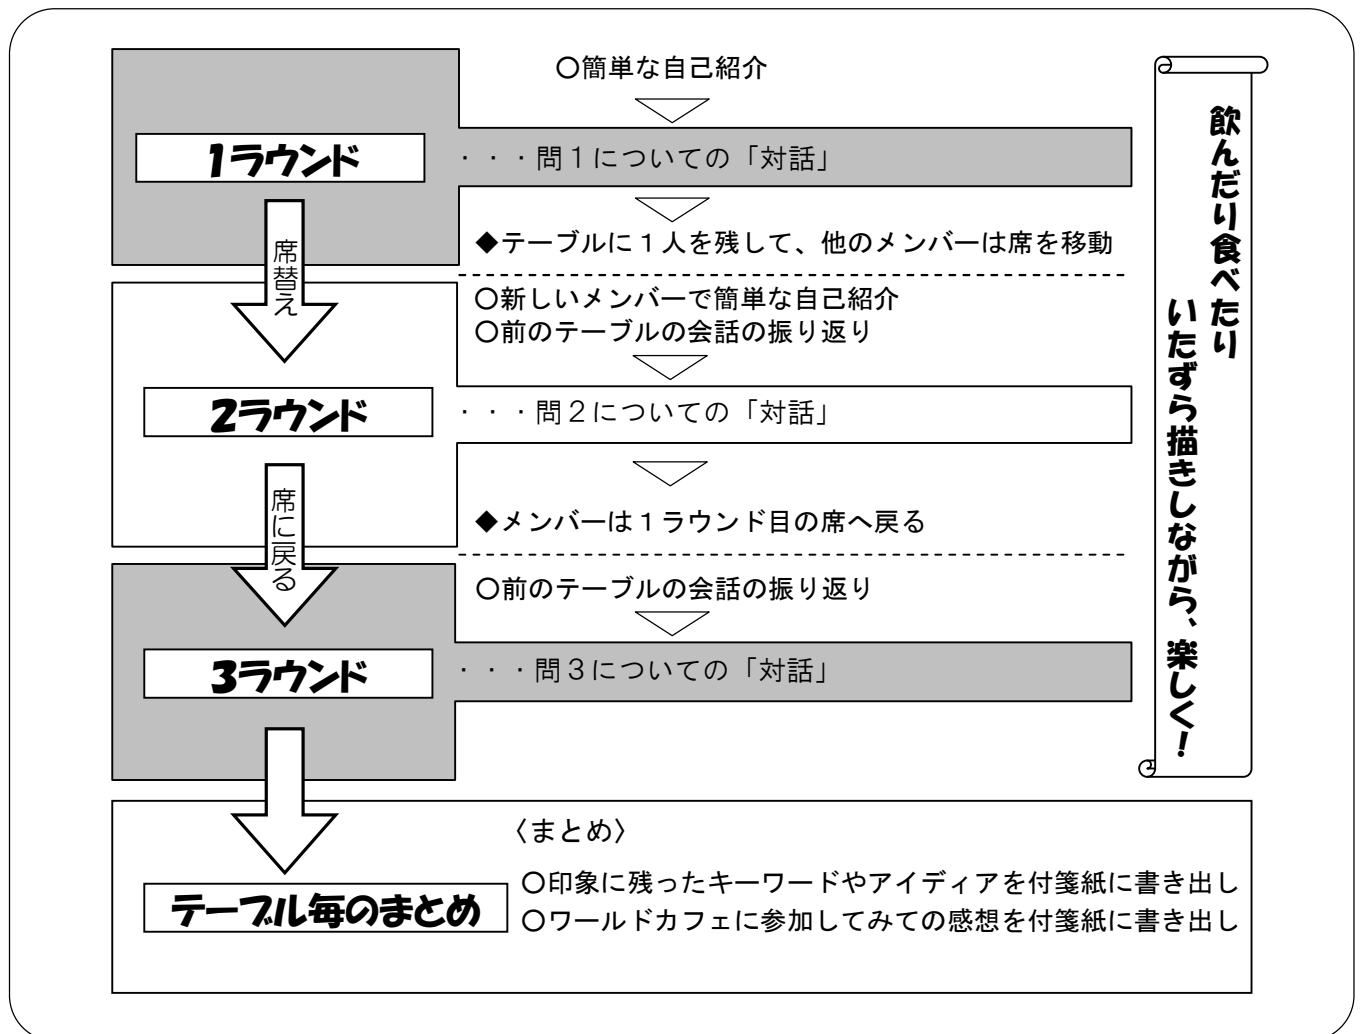 〇簡単な自己紹介
1ラウンド
・・・問１についての「対話」
◆テーブルに１人を残して、他のメンバーは席を移動
席替え
〇新しいメンバーで簡単な自己紹介
〇前のテーブルの会話の振り返り
2ラウンド
・・・問２についての「対話」
◆メンバーは１ラウンド目の席へ戻る
席に戻る
〇前のテーブルの会話の振り返り
3ラウンド
・・・問３についての「対話」
〈まとめ〉
テーブル毎のまとめ
〇印象に残ったキーワードやアイディアを付箋紙に書き出し
〇ワールドカフェに参加してみての感想を付箋紙に書き出し
飲んだり食べたり
いたずら描きしながら、楽しく！